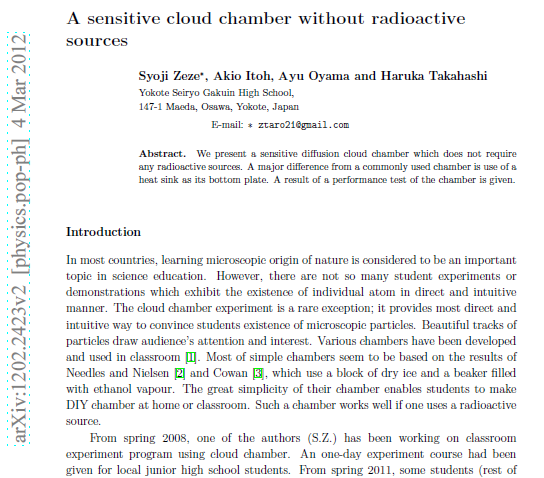 A sensitive cloud chamber without radioactive
sources
Syoji Zeze*, Akio Itoh, Ayu Oyama and Haruka Takahashi
Yokote Seiryo Gakuin High School,
147-1 Maeda, Osawa, Yokote, Japan
E-mail: * ztaro21@gmail.com
Abstract. We present a sensitive diffusion cloud chamber which does not require
any radioactive sources. A major difference from a commonly used chamber is use of a
heat sink as its bottom plate. A result of a performance test of the chamber is given.
Introduction
In most countries, learning microscopic origin of nature is considered to be an important
topic in science education. However, there are not so many student experiments or
demonstrations which exhibit the existence of individual atom in direct and intuitive
manner. The cloud chamber experiment is a rare exception; it provides most direct and
intuitive way to convince students existence of microscopic particles. Beautiful tracks of
particles draw audience's attention and interest. Various chambers have been developed
and used in classroom [1]. Most of simple chambers seem to be based on the results of
Needles and Nielsen [2] and Cowan [3], which use a block of dry ice and a beaker filled
with ethanol vapour. The great simplicity of their chamber enables students to make
DIY chamber at home or classroom. Such a chamber works well if one uses a radioactive
source.
From spring 2008, one of the authors (S.Z.) has been working on classroom
experiment program using cloud chamber. An one-day experiment course had been
given for local junior high school students. From spring 2011, some students (rest of
arXiv:1202.2423v2 [physics.pop-ph] 4 Mar 2012